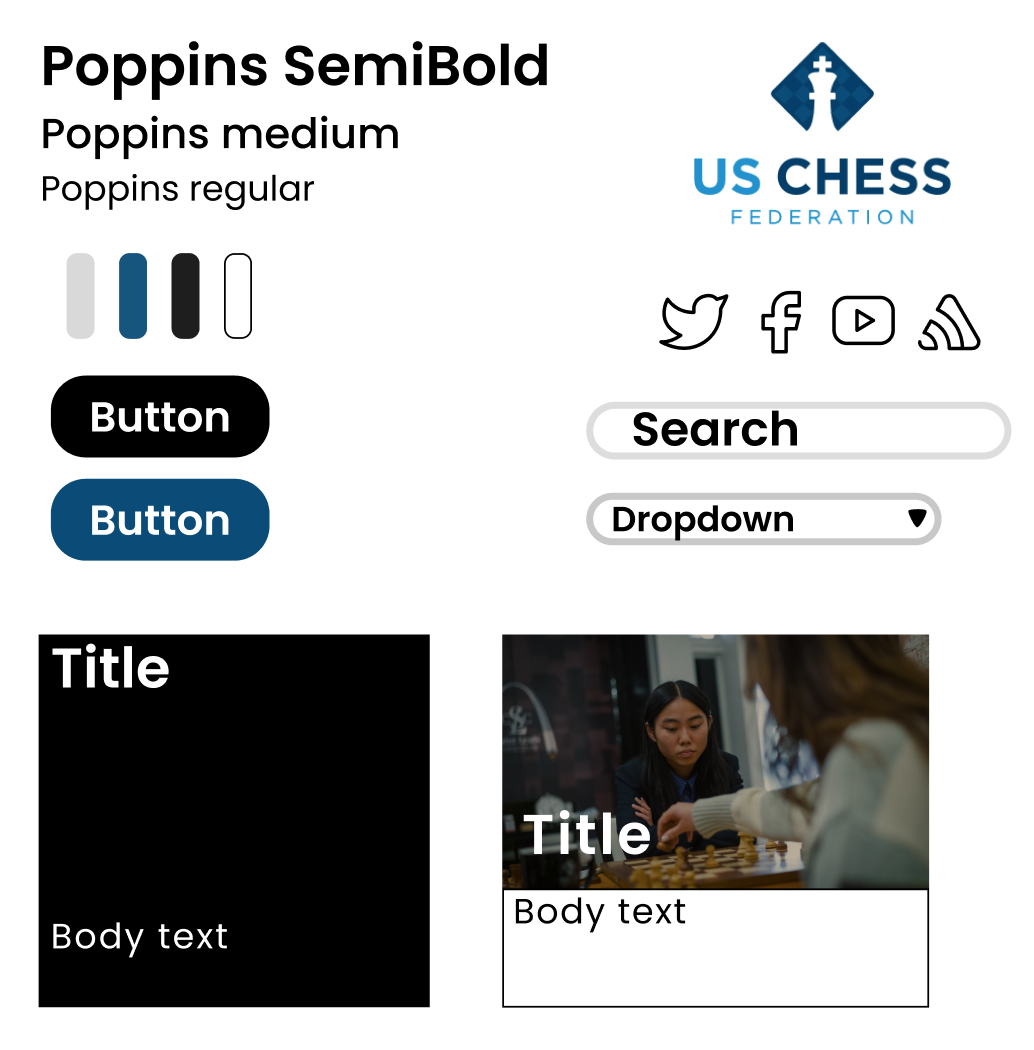 Poppins SemiBold
Poppins medium
Poppins regular
US CHESS
FEDERATION
Button
Button
Search
Dropdown
Title
Body text
Title
Body text